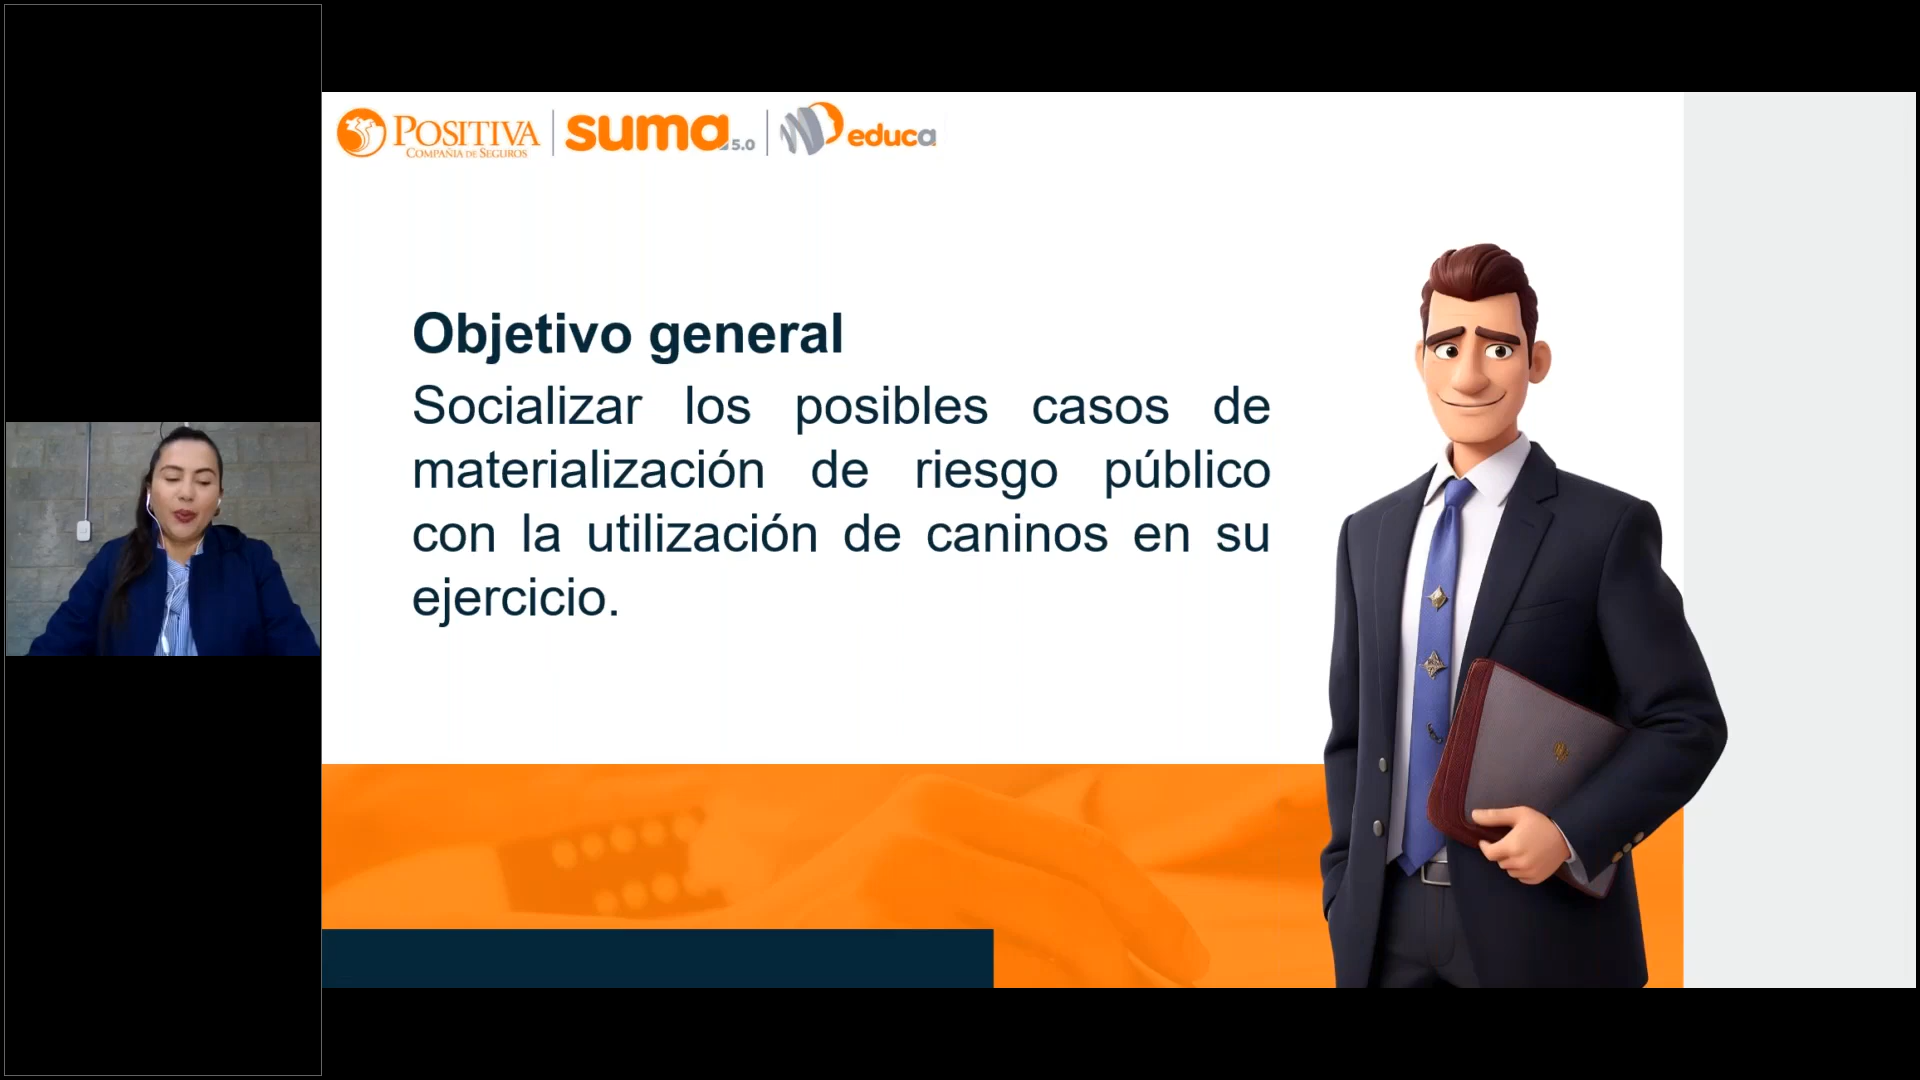 POSITIVA
COMPAÑIA DE SEGUROS
suma 5.0
educa
Objetivo general
Socializar los posibles casos de
materialización de riesgo público
con la utilización de caninos en su
ejercicio.